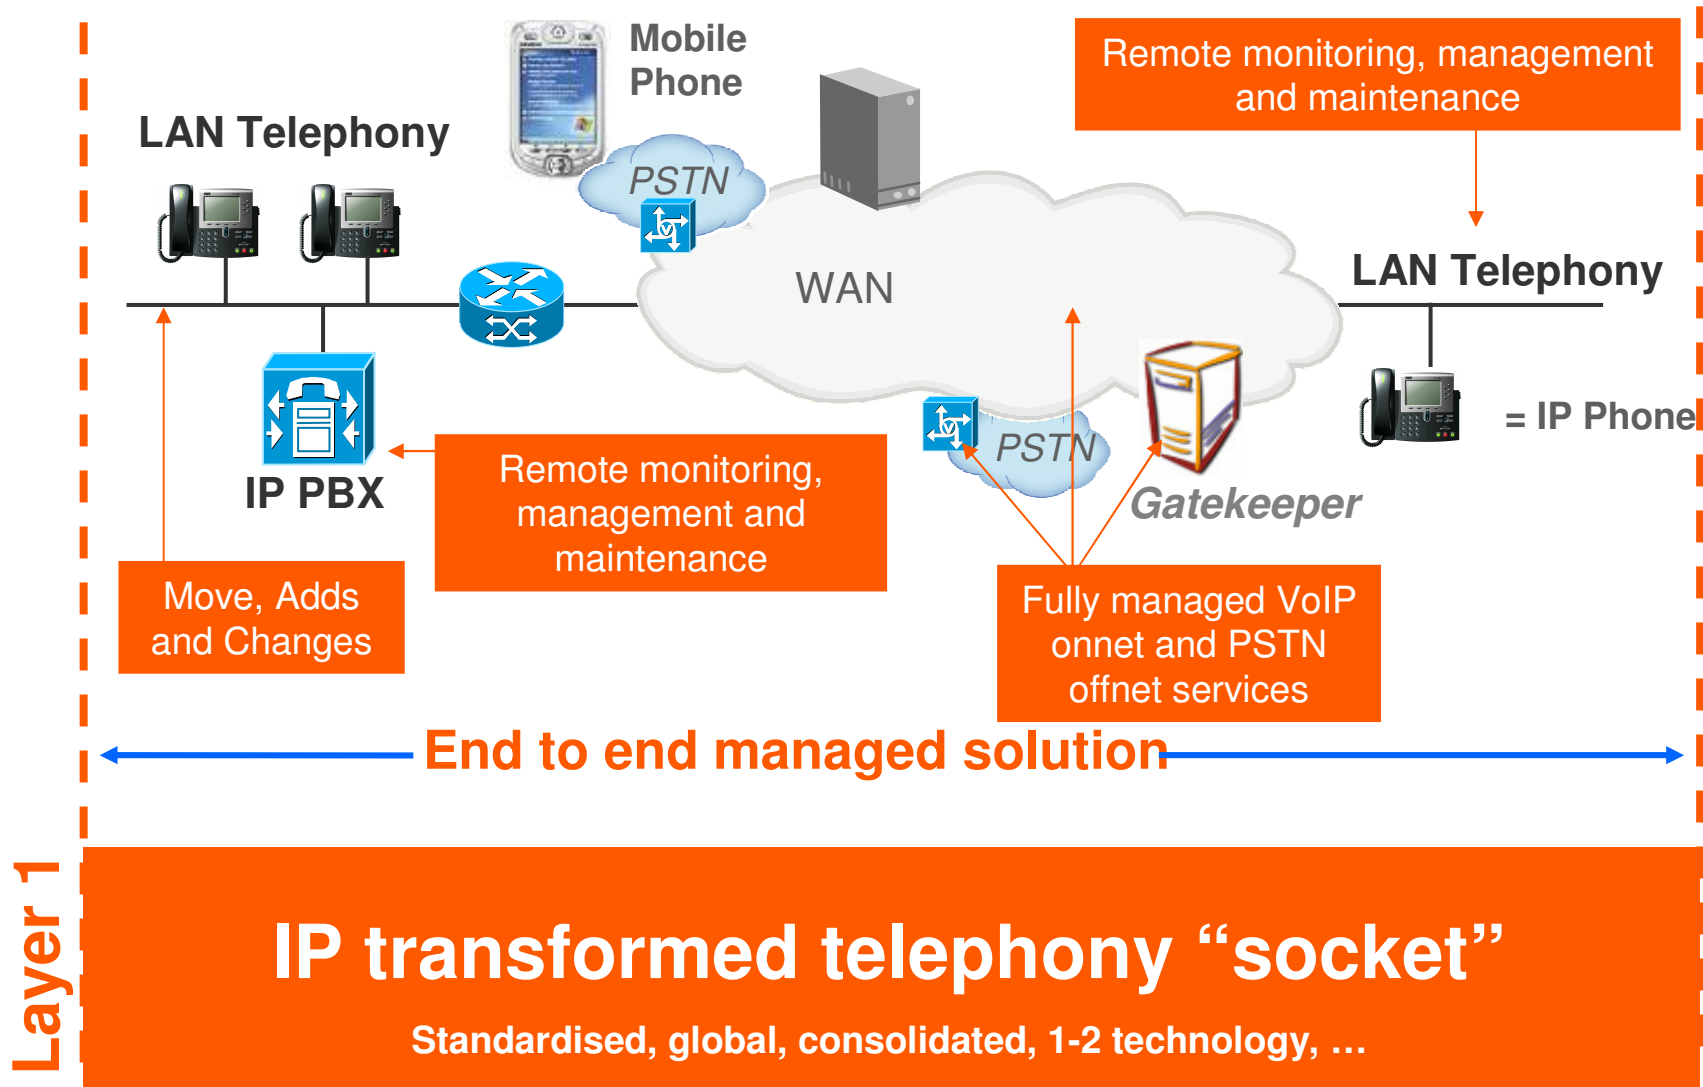 Mobile
Phone
Remote monitoring, management
and maintenance
LAN Telephony
PSTN
WAN
LAN Telephony
= IP Phone
IP PBX
Remote monitoring,
management and
maintenance
PSTN
Gatekeeper
Move, Adds
and Changes
Fully managed VoIP
onnet and PSTN
offnet services
End to end managed solution
Layer 1
IP transformed telephony “socket”
Standardised, global, consolidated, 1-2 technology, …